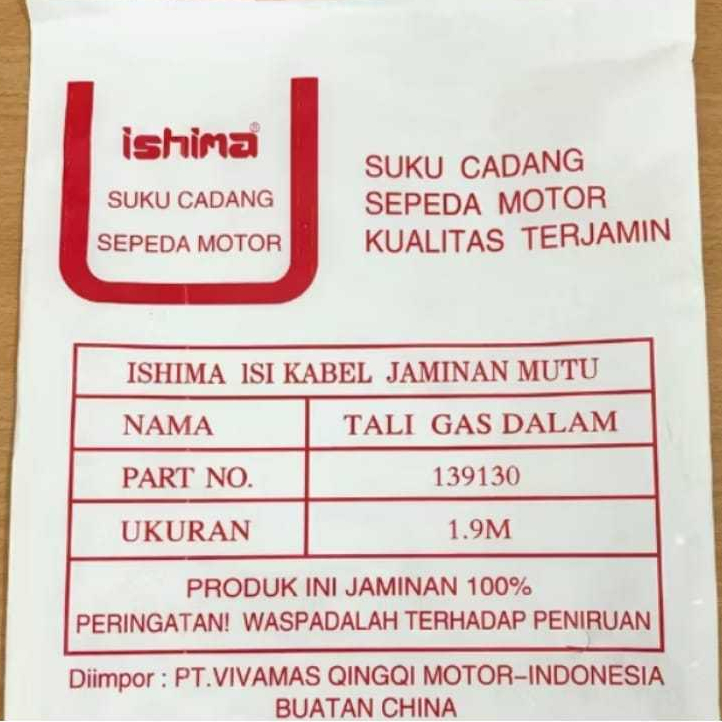 ishima®
SUKU CADANG
SEPEDA MOTOR
SUKU CADANG
SEPEDA MOTOR
KUALITAS TERJAMIN
ISHIMA 1SI KABEL JAMINAN MUTU
NAMA TALI GAS DALAM
PART NO. 139130
UKURAN 1.9M
PRODUK INI JAMINAN 100%
PERINGATAN! WASPADALAH TERHADAP PENIRUAN
Diimpor : PT.VIVAMAS QINGQI MOTOR-INDONESIA
BUATAN CHINA